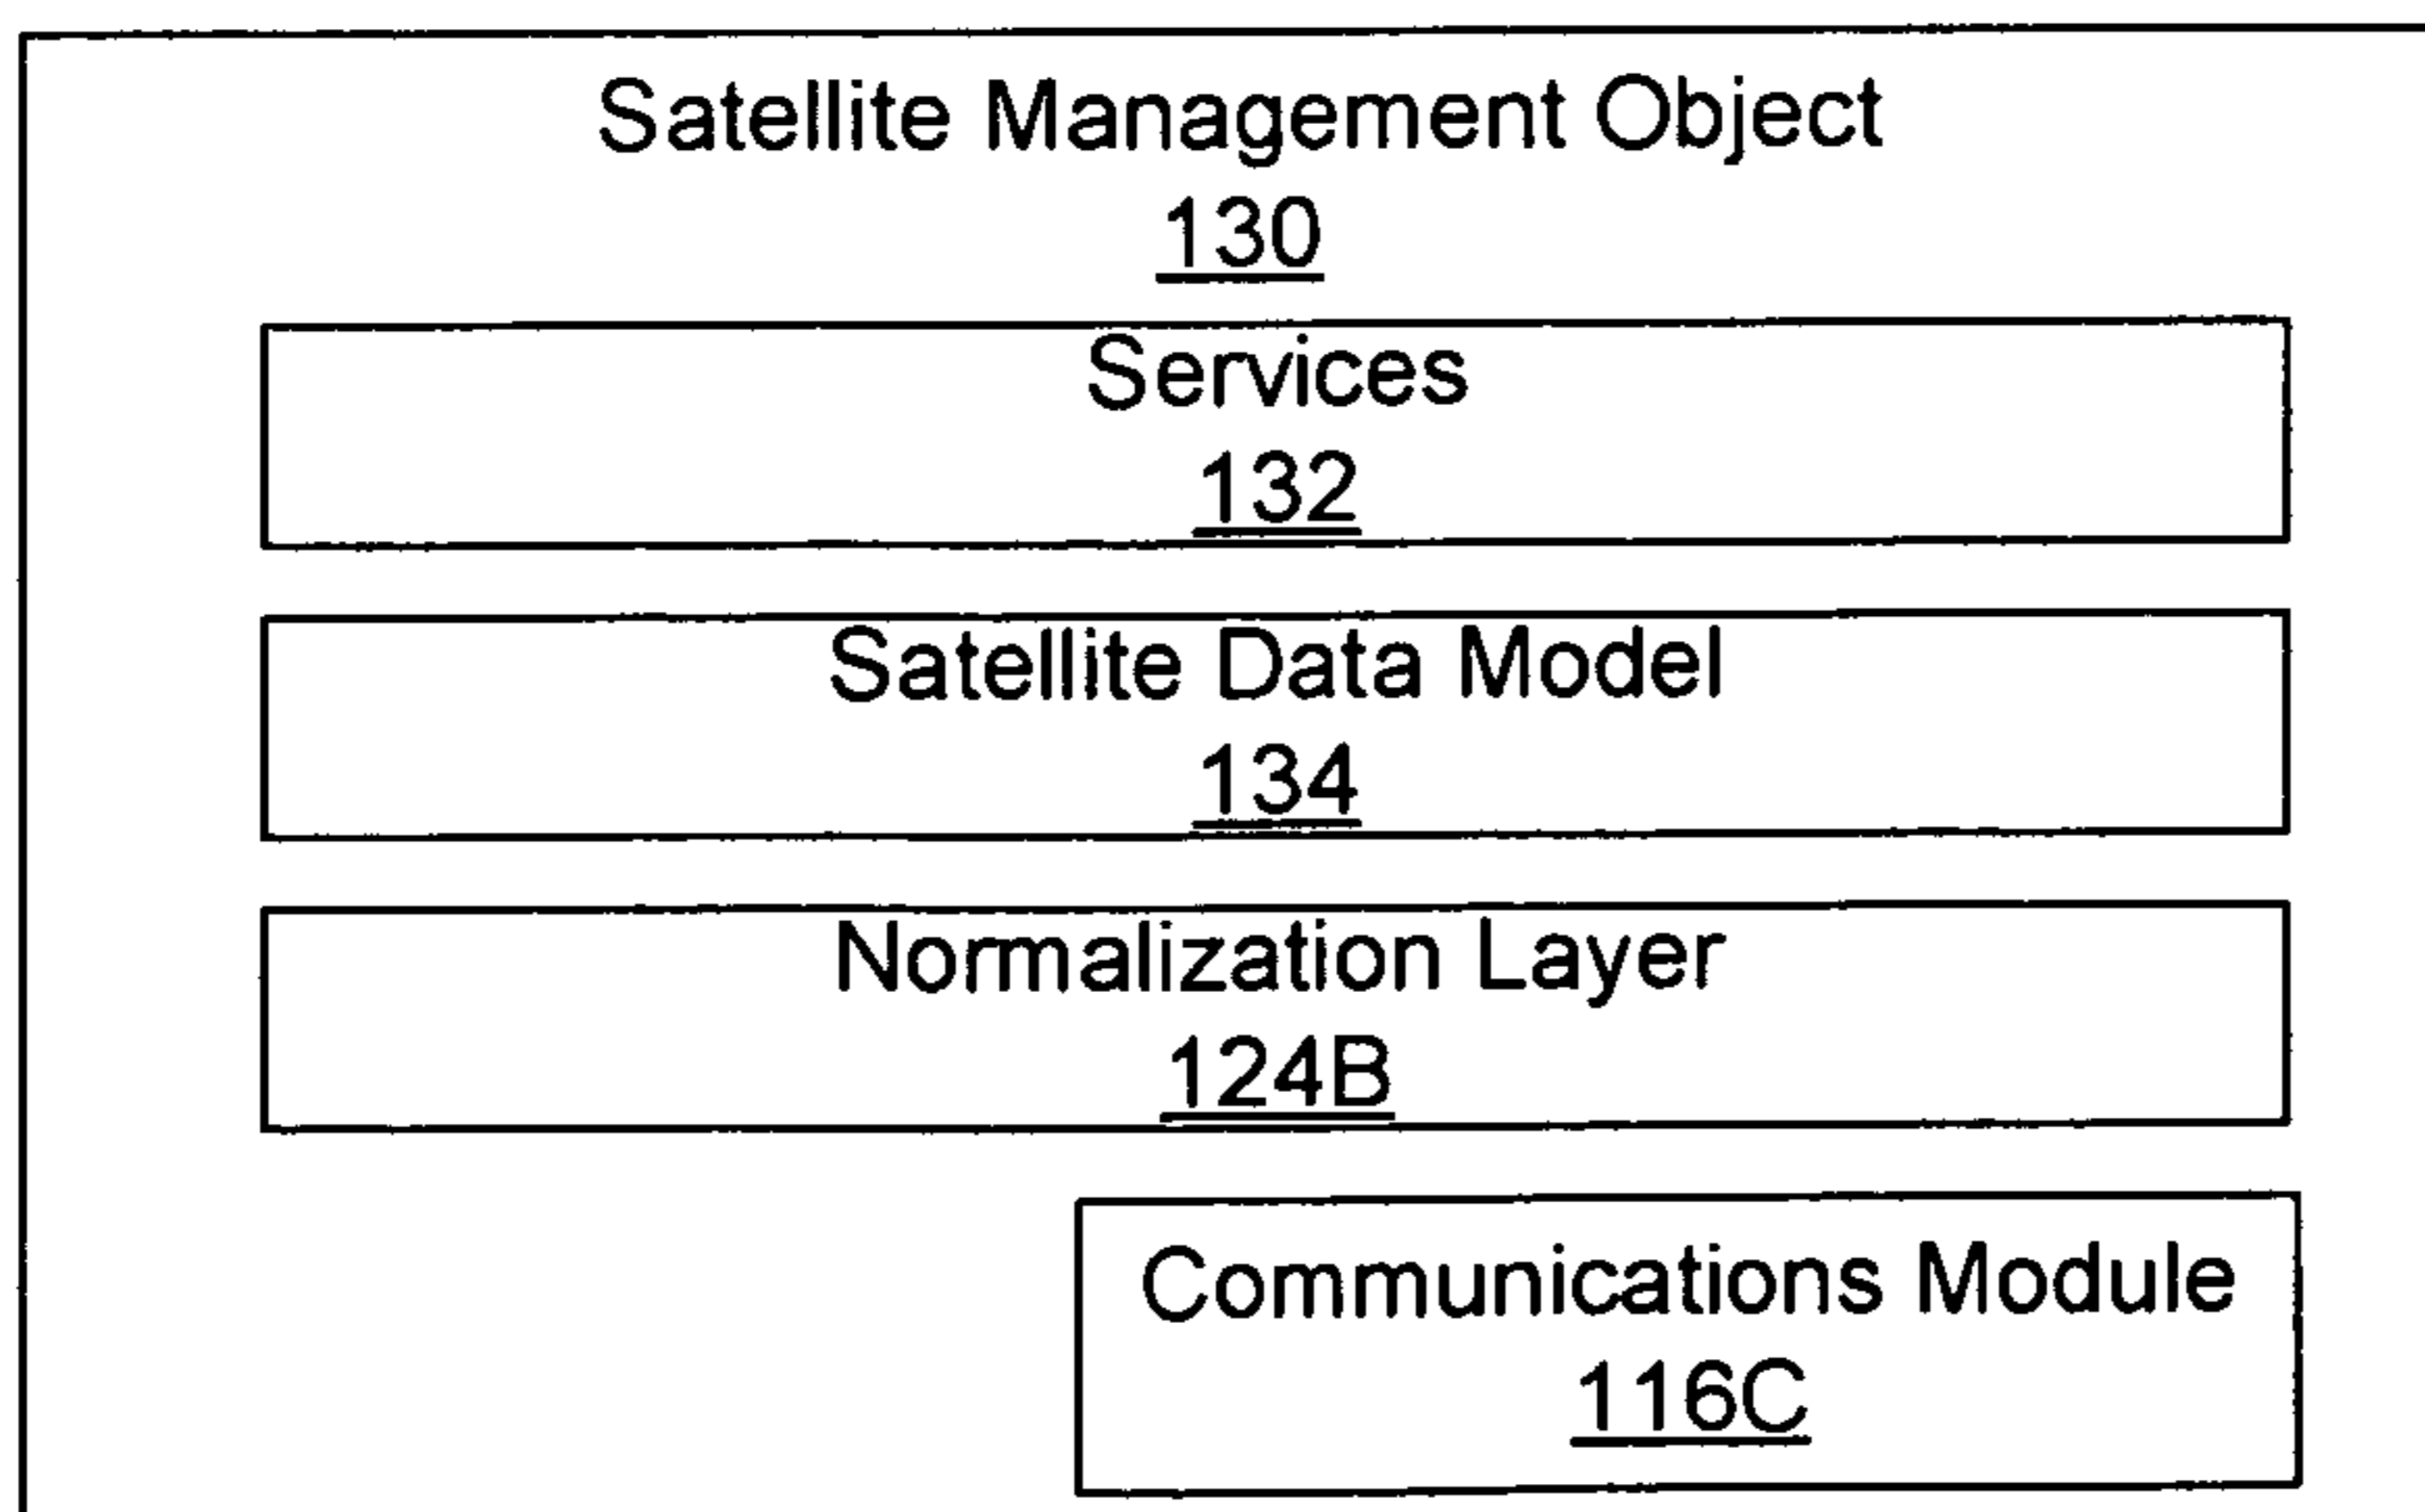 Satellite Management Object
130
Services
132
Satellite Data Model
134
Normalization Layer
124B
Communications Module
116C